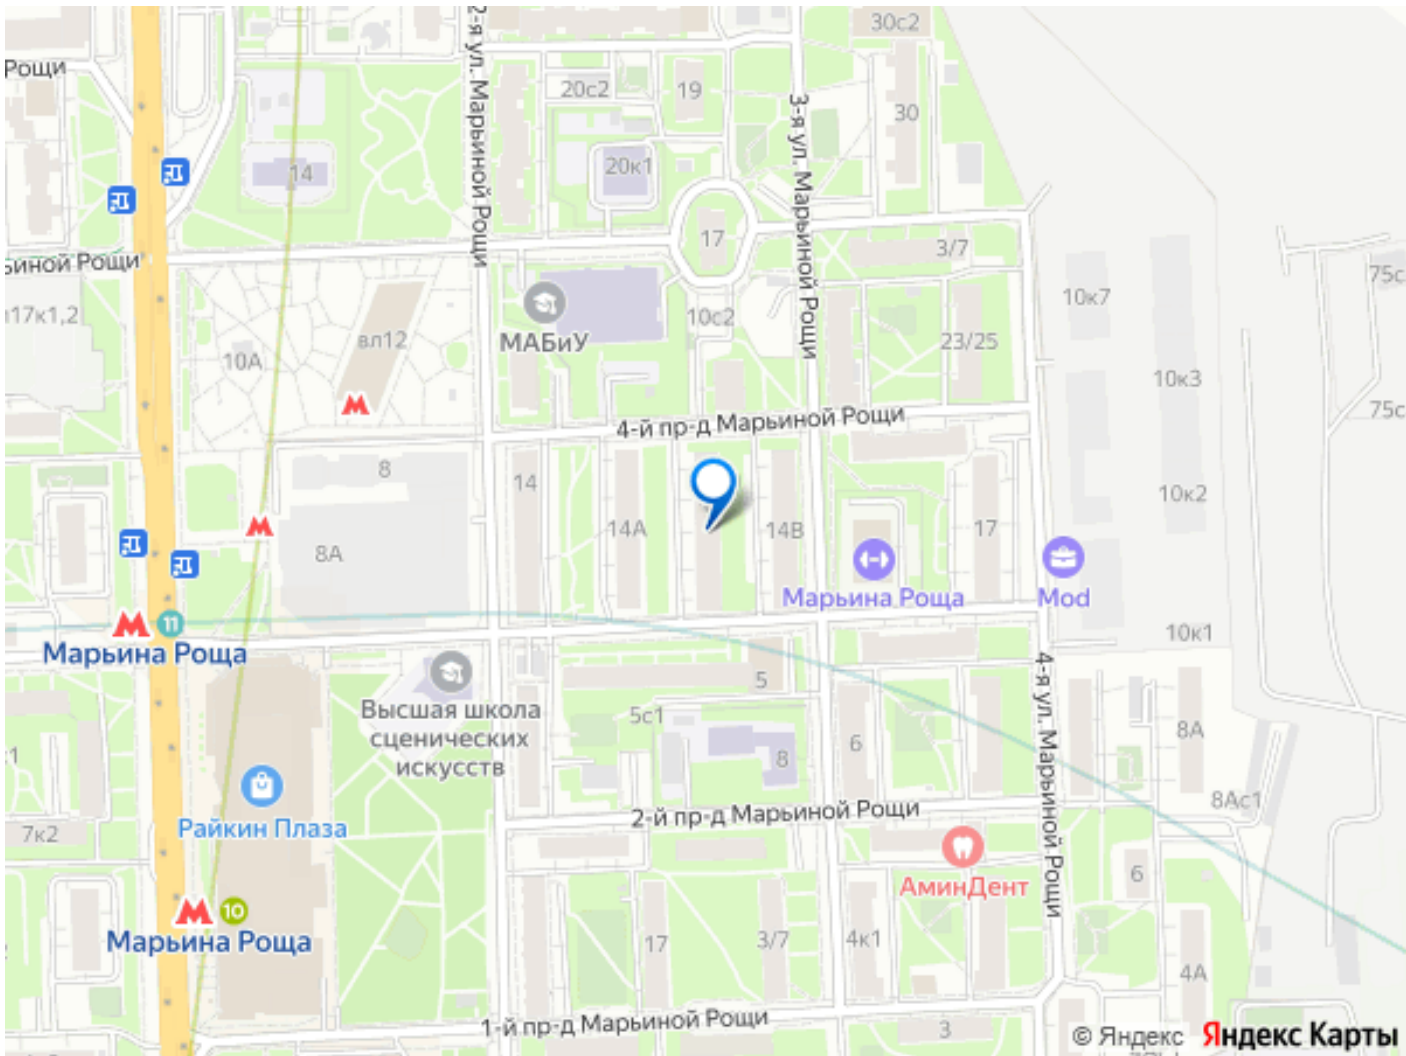 30с2
2-я ул. Марьиной Рощи
Рощи
20с2
19
3-я ул. Марьиной Рощи
30
14
20к1
17
3/7
ьиной Рощи
75с
10к7
17к1,2
10с2
МАБиУ
вл12
10А
23/25
10к3
75с
4-й пр-д Марьиной Рощи
8
14
10к2
14А
14В
17
8А
Марьина Роща
Mod
11
Марьина Роща
10к1
5
4-я ул. Марьиной Рощи
Высшая школа
сценических
искусств
5с1
6
8А
1
8
8Ас1
2-й пр-д Марьиной Рощи
Райкин Плаза
7к2
АминДент
6
10
Марьина Роща
17
3/7
4к1
4А
1-й пр-д Марьиной Рощи
3
© Яндекс Яндекс Карты